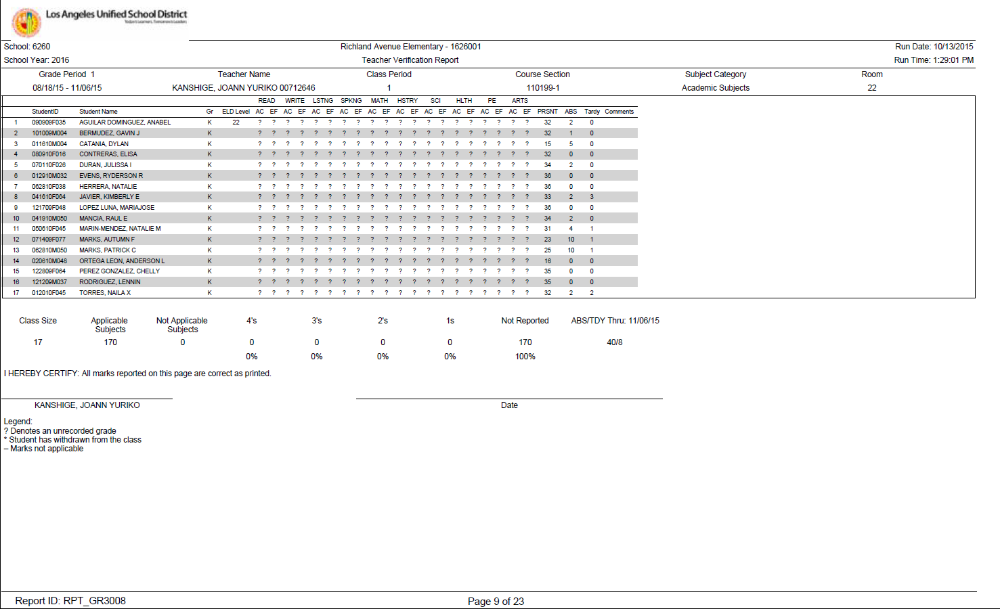 Los Angeles Unified School District
Today's Learners, Tomorrow's Leaders
School: 6260 Richland Avenue Elementary - 1626001 Run Date: 10/13/2015
School Year: 2016 Teacher Verification Report Run Time: 1:29:01 PM
Grade Period 1 Teacher Name Class Period Course Section Subject Category Room
08/18/15 - 11/06/15 KANSHIGE, JOANN YURIKO 00712646 1 110199-1 Academic Subjects 22
READ WRITE LSTNG SPKNG MATH HSTRY SCI HLTH PE ARTS
StudentID Student Name Gr ELD Level AC EF AC EF AC EF AC EF AC EF AC EF AC EF AC EF AC EF AC EF PRSNT ABS Tardy Comments
1 090909F035 AGUILAR DOMINGUEZ, ANABEL K 22 ? ? ? ? ? ? ? ? ? ? ? ? ? ? ? ? ? ? ? ? 32 2 0
2 101009M004 BERMUDEZ, GAVIN J K ? ? ? ? ? ? ? ? ? ? ? ? ? ? ? ? ? ? ? ? 32 1 0
3 011610M004 CATANIA, DYLAN K ? ? ? ? ? ? ? ? ? ? ? ? ? ? ? ? ? ? ? ? 15 5 0
4 080910F016 CONTRERAS, ELISA K ? ? ? ? ? ? ? ? ? ? ? ? ? ? ? ? ? ? ? ? 32 0 0
5 070110F026 DURAN, JULISSA I K ? ? ? ? ? ? ? ? ? ? ? ? ? ? ? ? ? ? ? ? 34 2 0
6 012910M032 EVENS, RYDERSON R K ? ? ? ? ? ? ? ? ? ? ? ? ? ? ? ? ? ? ? ? 36 0 0
7 062810F038 HERRERA, NATALIE K ? ? ? ? ? ? ? ? ? ? ? ? ? ? ? ? ? ? ? ? 36 0 0
8 041610F064 JAVIER, KIMBERLY E K ? ? ? ? ? ? ? ? ? ? ? ? ? ? ? ? ? ? ? ? 33 2 3
9 121709F048 LOPEZ LUNA, MARIAJOSE K ? ? ? ? ? ? ? ? ? ? ? ? ? ? ? ? ? ? ? ? 36 0 0
10 041910M050 MANCIA, RAUL E K ? ? ? ? ? ? ? ? ? ? ? ? ? ? ? ? ? ? ? ? 34 2 0
11 050610F045 MARIN-MENDEZ, NATALIE M K ? ? ? ? ? ? ? ? ? ? ? ? ? ? ? ? ? ? ? ? 31 4 1
12 071409F077 MARKS, AUTUMN F K ? ? ? ? ? ? ? ? ? ? ? ? ? ? ? ? ? ? ? ? 23 10 1
13 062810M050 MARKS, PATRICK C K ? ? ? ? ? ? ? ? ? ? ? ? ? ? ? ? ? ? ? ? 25 10 1
14 020610M048 ORTEGA LEON, ANDERSON L K ? ? ? ? ? ? ? ? ? ? ? ? ? ? ? ? ? ? ? ? 16 0 0
15 122809F064 PEREZ GONZALEZ, CHELLY K ? ? ? ? ? ? ? ? ? ? ? ? ? ? ? ? ? ? ? ? 35 0 0
16 121209M037 RODRIGUEZ, LENNIN K ? ? ? ? ? ? ? ? ? ? ? ? ? ? ? ? ? ? ? ? 35 0 0
17 012010F045 TORRES, NAILA X K ? ? ? ? ? ? ? ? ? ? ? ? ? ? ? ? ? ? ? ? 32 2 2
Class Size Applicable Not Applicable 4's 3's 2's 1s Not Reported ABS/TDY Thru: 11/06/15
Subjects Subjects
17 170 0 0 0 0 0 170 40/8
0% 0% 0% 0% 100%
I HEREBY CERTIFY: All marks reported on this page are correct as printed.
KANSHIGE, JOANN YURIKO Date
Legend:
? Denotes an unrecorded grade
* Student has withdrawn from the class
– Marks not applicable
Report ID: RPT_GR3008 Page 9 of 23